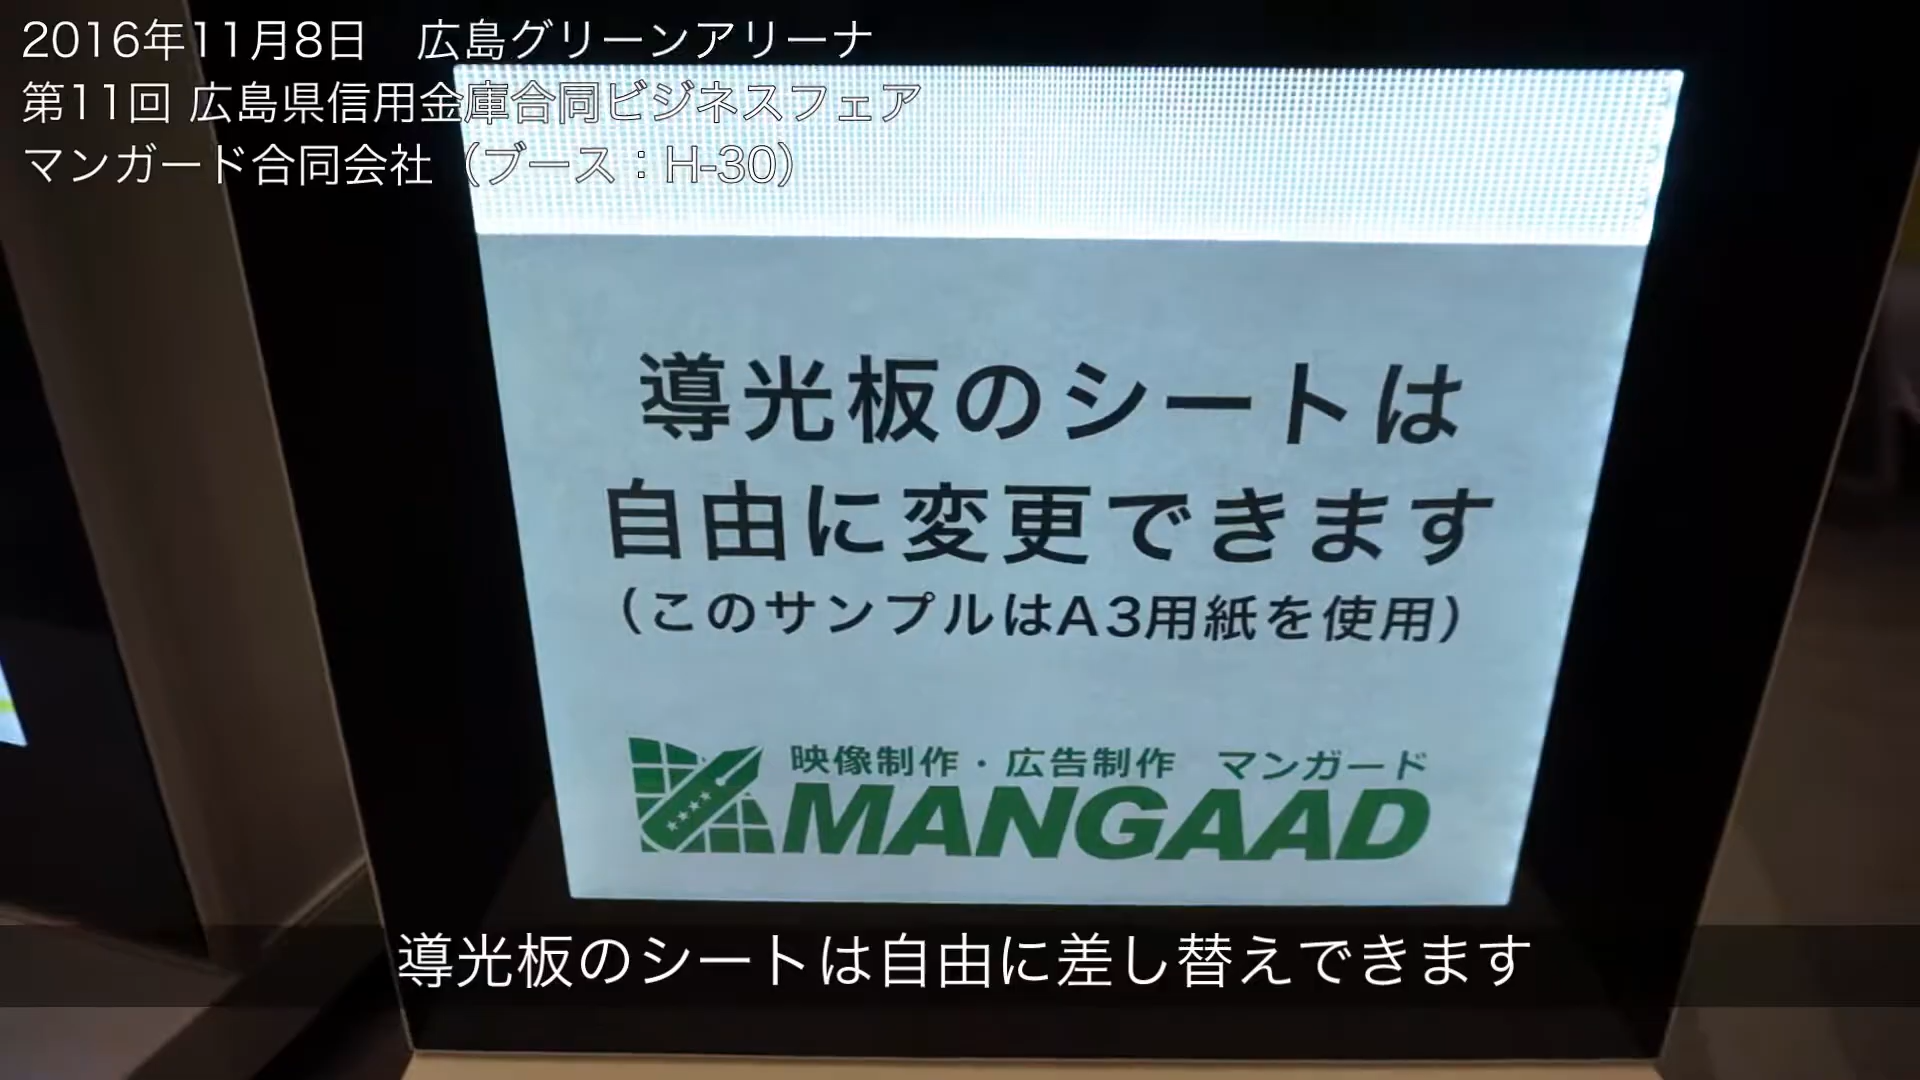 2016年11月8日　広島グリーンアリーナ
第11回 広島県信用金庫合同ビジネスフェア
マンガード合同会社（ブース：H-30）
導光板のシートは
自由に変更できます
（このサンプルはA3用紙を使用）
映像制作・広告制作　マンガード
MANGAAD
導光板のシートは自由に差し替えできます